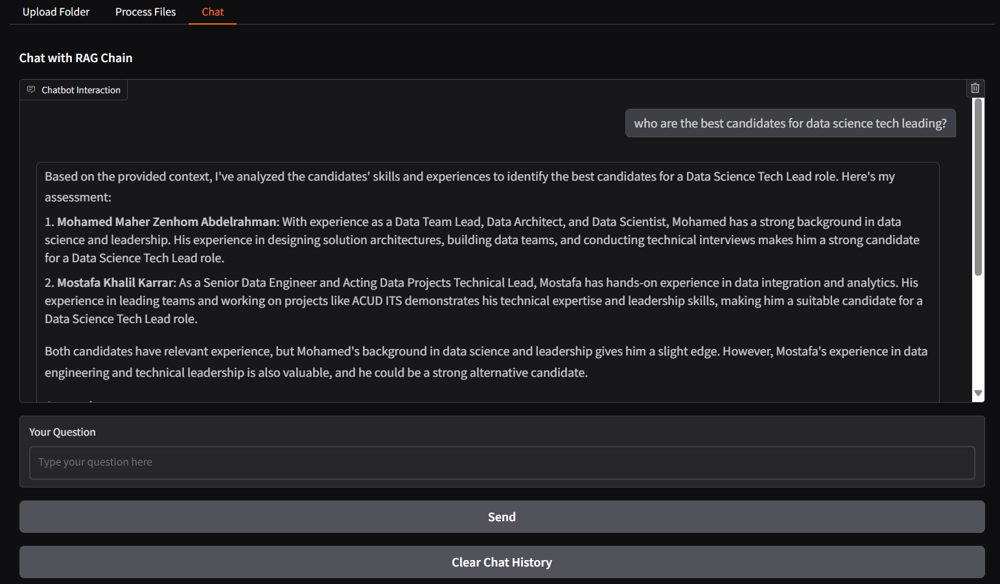 Upload Folder Process Files Chat
Chat with RAG Chain
Chatbot Interaction
who are the best candidates for data science tech leading?
Based on the provided context, I've analyzed the candidates' skills and experiences to identify the best candidates for a Data Science Tech Lead role. Here's my
assessment:
1. Mohamed Maher Zenhom Abdelrahman: With experience as a Data Team Lead, Data Architect, and Data Scientist, Mohamed has a strong background in data
science and leadership. His experience in designing solution architectures, building data teams, and conducting technical interviews makes him a strong candidate
for a Data Science Tech Lead role.
2. Mostafa Khalil Karrar: As a Senior Data Engineer and Acting Data Projects Technical Lead, Mostafa has hands-on experience in data integration and analytics. His
experience in leading teams and working on projects like ACUD ITS demonstrates his technical expertise and leadership skills, making him a suitable candidate for a
Data Science Tech Lead role.
Both candidates have relevant experience, but Mohamed's background in data science and leadership gives him a slight edge. However, Mostafa's experience in data
engineering and technical leadership is also valuable, and he could be a strong alternative candidate.
Your Question
Type your question here
Send
Clear Chat History